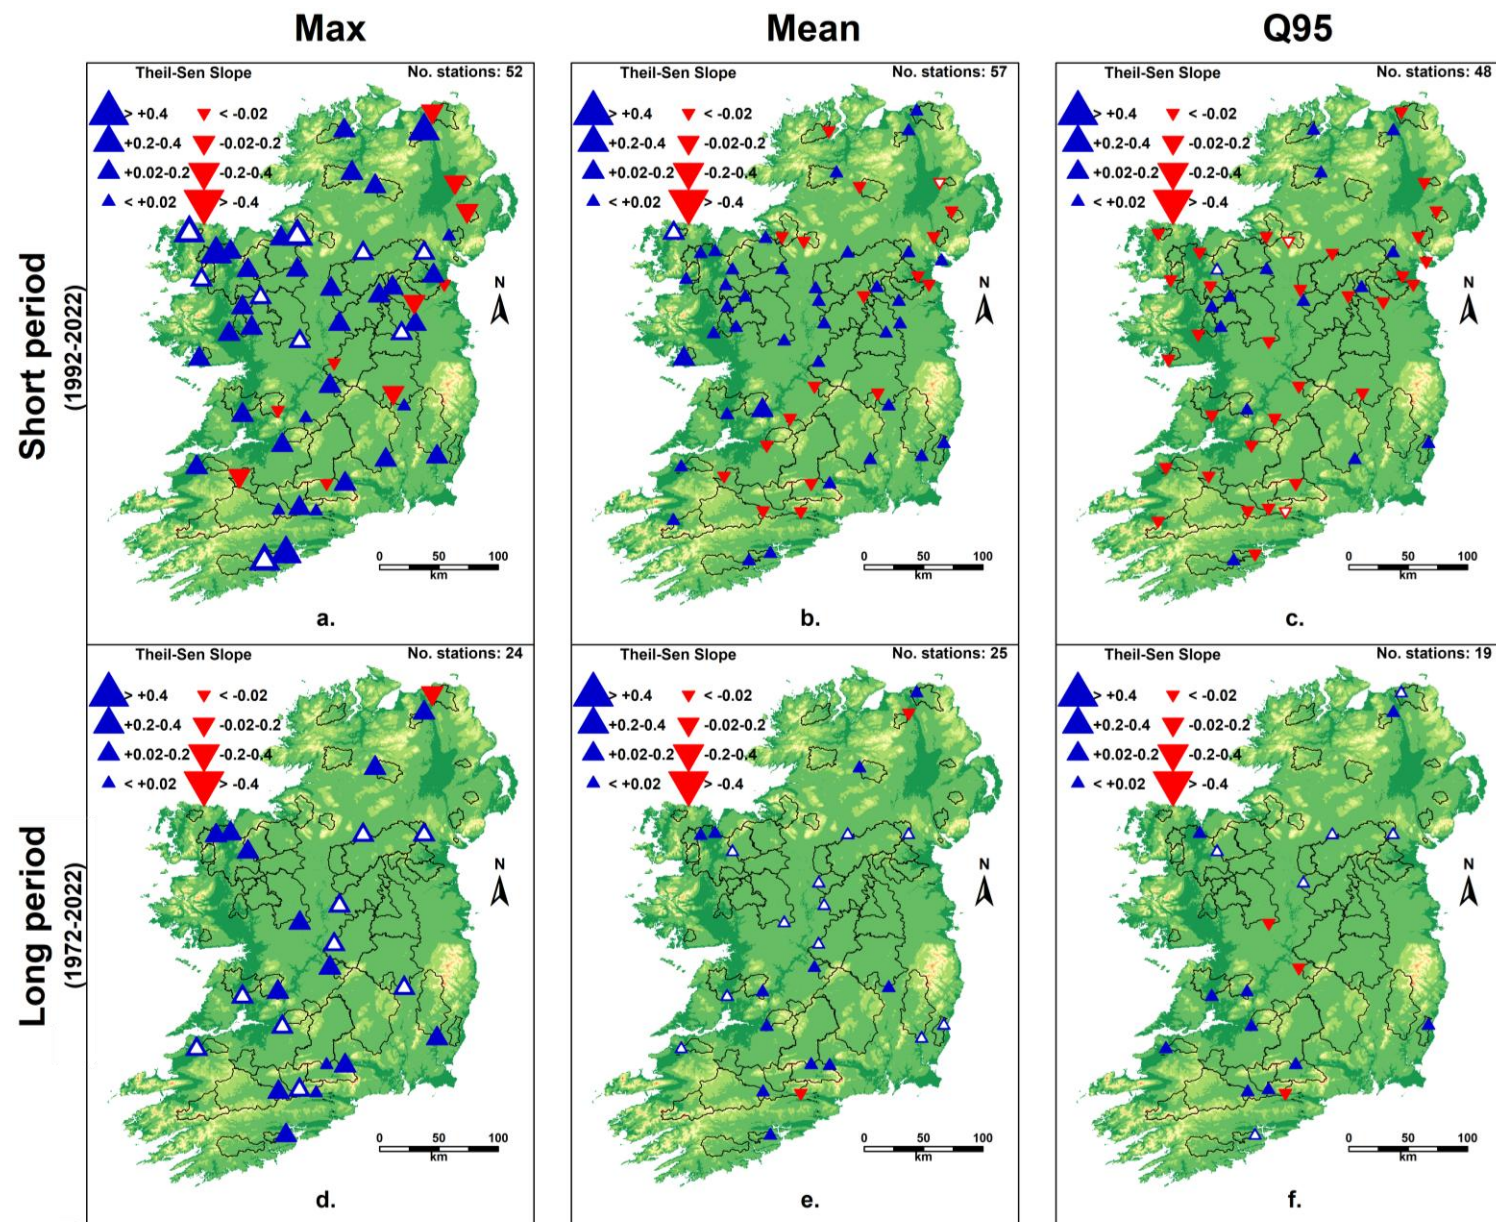 Max
Mean
Q95
Short period
(1992-2022)
Theil-Sen Slope
No. stations: 52
> +0.4
< -0.02
+0.2-0.4
-0.02-0.2
+0.02-0.2
-0.2-0.4
< +0.02
> -0.4
N
0 50 100
km
a.
Theil-Sen Slope
No. stations: 57
> +0.4
< -0.02
+0.2-0.4
-0.02-0.2
+0.02-0.2
-0.2-0.4
< +0.02
> -0.4
N
0 50 100
km
b.
Theil-Sen Slope
No. stations: 48
> +0.4
< -0.02
+0.2-0.4
-0.02-0.2
+0.02-0.2
-0.2-0.4
< +0.02
> -0.4
N
0 50 100
km
c.
Long period
(1972-2022)
Theil-Sen Slope
No. stations: 24
> +0.4
< -0.02
+0.2-0.4
-0.02-0.2
+0.02-0.2
-0.2-0.4
< +0.02
> -0.4
N
0 50 100
km
d.
Theil-Sen Slope
No. stations: 25
> +0.4
< -0.02
+0.2-0.4
-0.02-0.2
+0.02-0.2
-0.2-0.4
< +0.02
> -0.4
N
0 50 100
km
e.
Theil-Sen Slope
No. stations: 19
> +0.4
< -0.02
+0.2-0.4
-0.02-0.2
+0.02-0.2
-0.2-0.4
< +0.02
> -0.4
N
0 50 100
km
f.